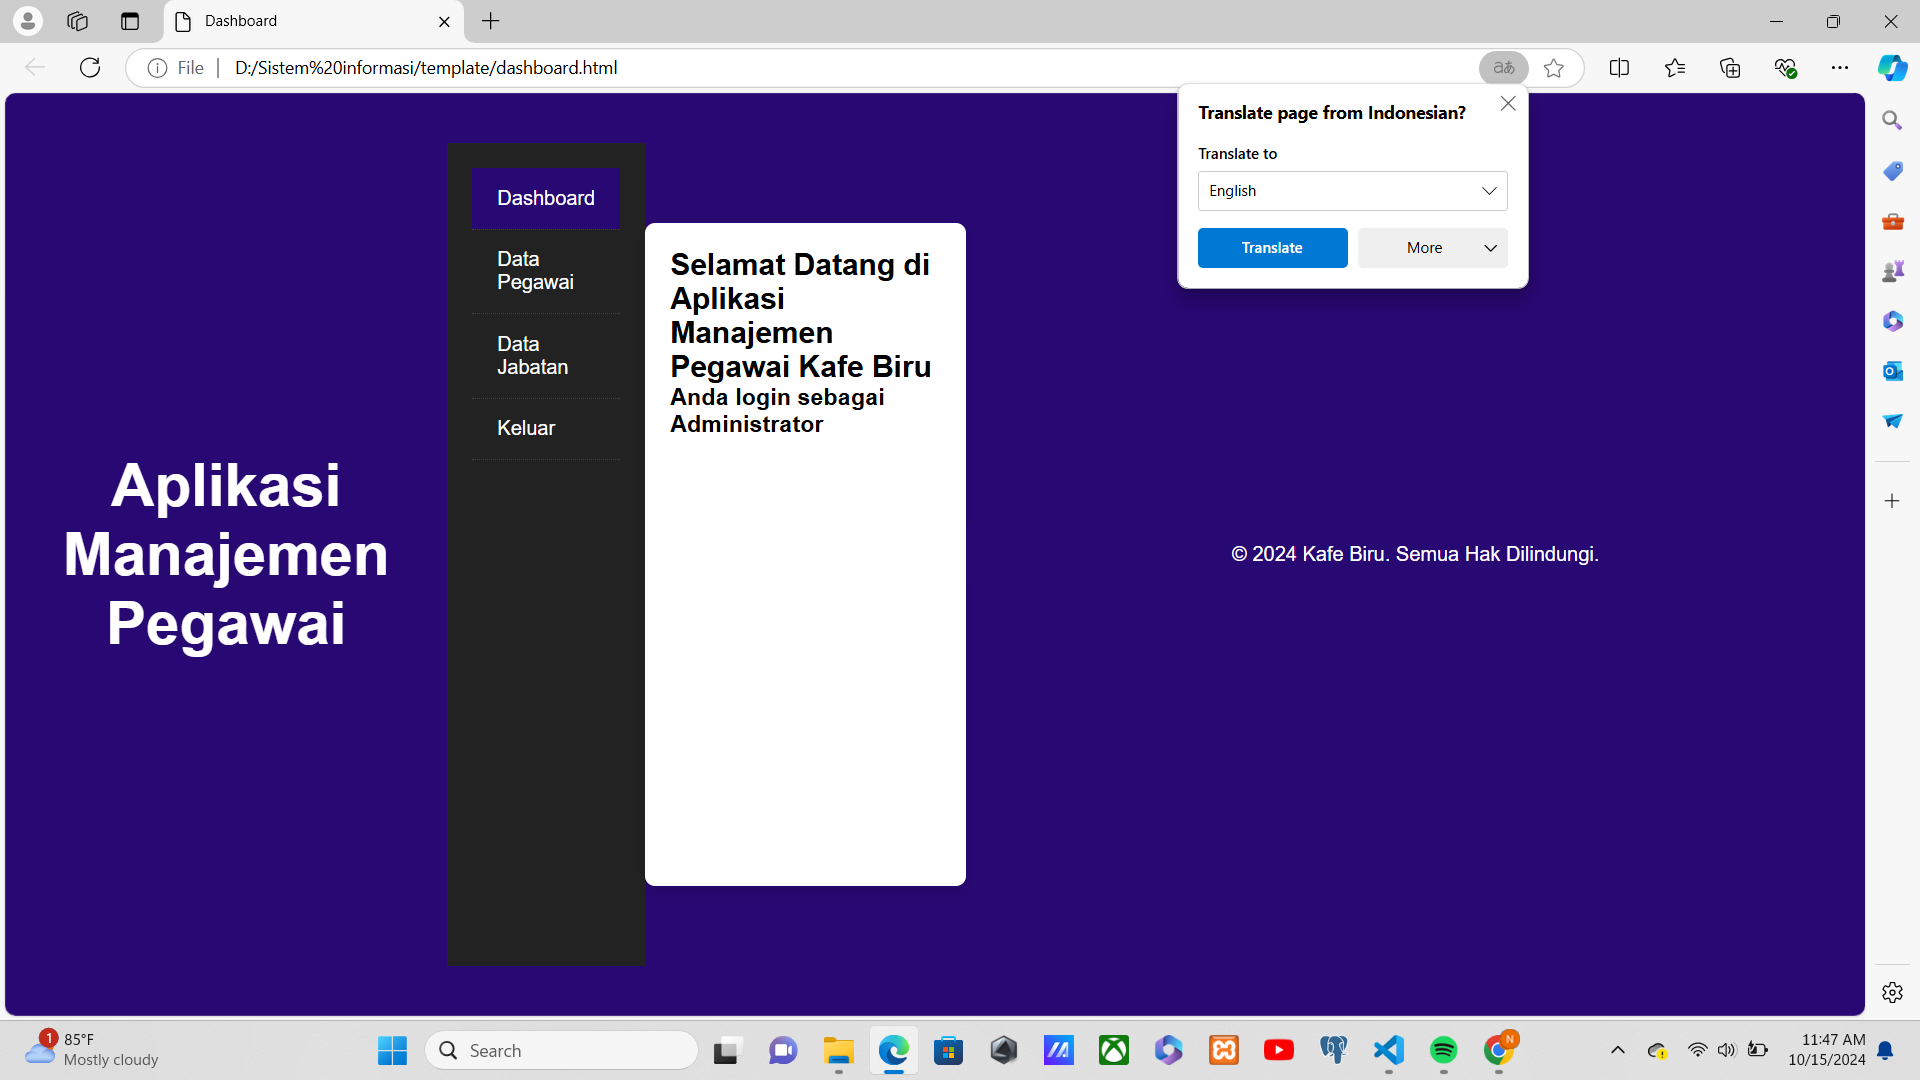 Dashboard
File
D:/Sistem%20informasi/template/dashboard.html
aあ
Translate page from Indonesian?
Translate to
English
Translate
More
Dashboard
Data
Pegawai
Data
Jabatan
Keluar
Aplikasi
Manajemen
Pegawai
Selamat Datang di
Aplikasi
Manajemen
Pegawai Kafe Biru
Anda login sebagai
Administrator
© 2024 Kafe Biru. Semua Hak Dilindungi.
1
85°F
Mostly cloudy
Search
N
11:47 AM
10/15/2024